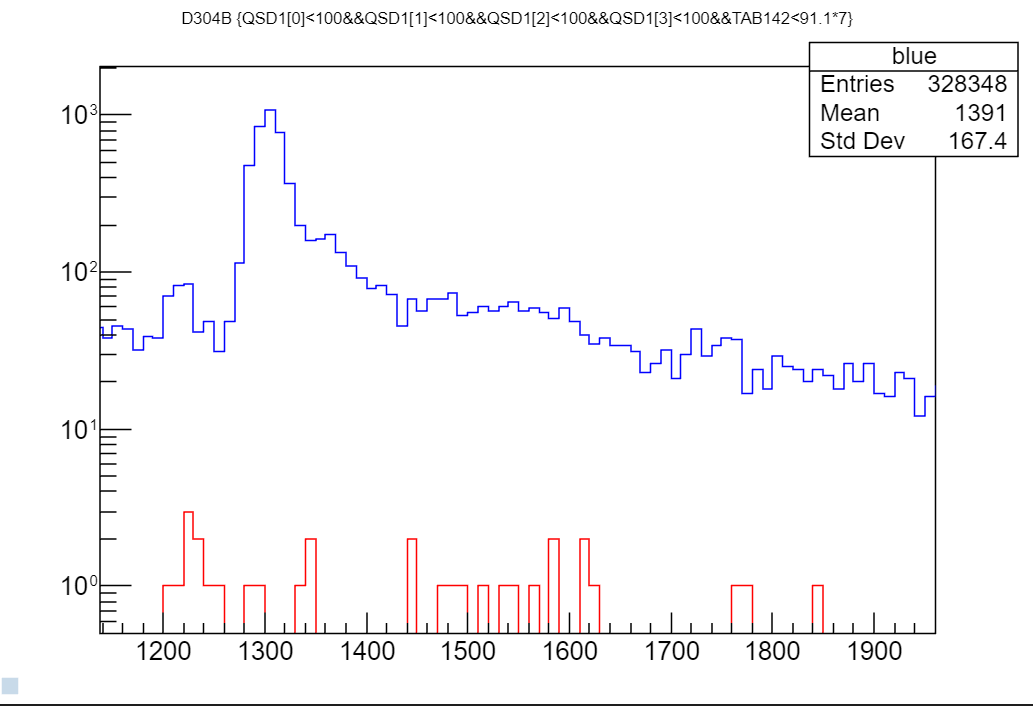 D304B {QSD1[0]<100&&QSD1[1]<100&&QSD1[2]<100&&QSD1[3]<100&&TAB142<91.1*7}
blue
Entries 328348
Mean 1391
Std Dev 167.4
10³
10²
10¹
10⁰
1200 1300 1400 1500 1600 1700 1800 1900